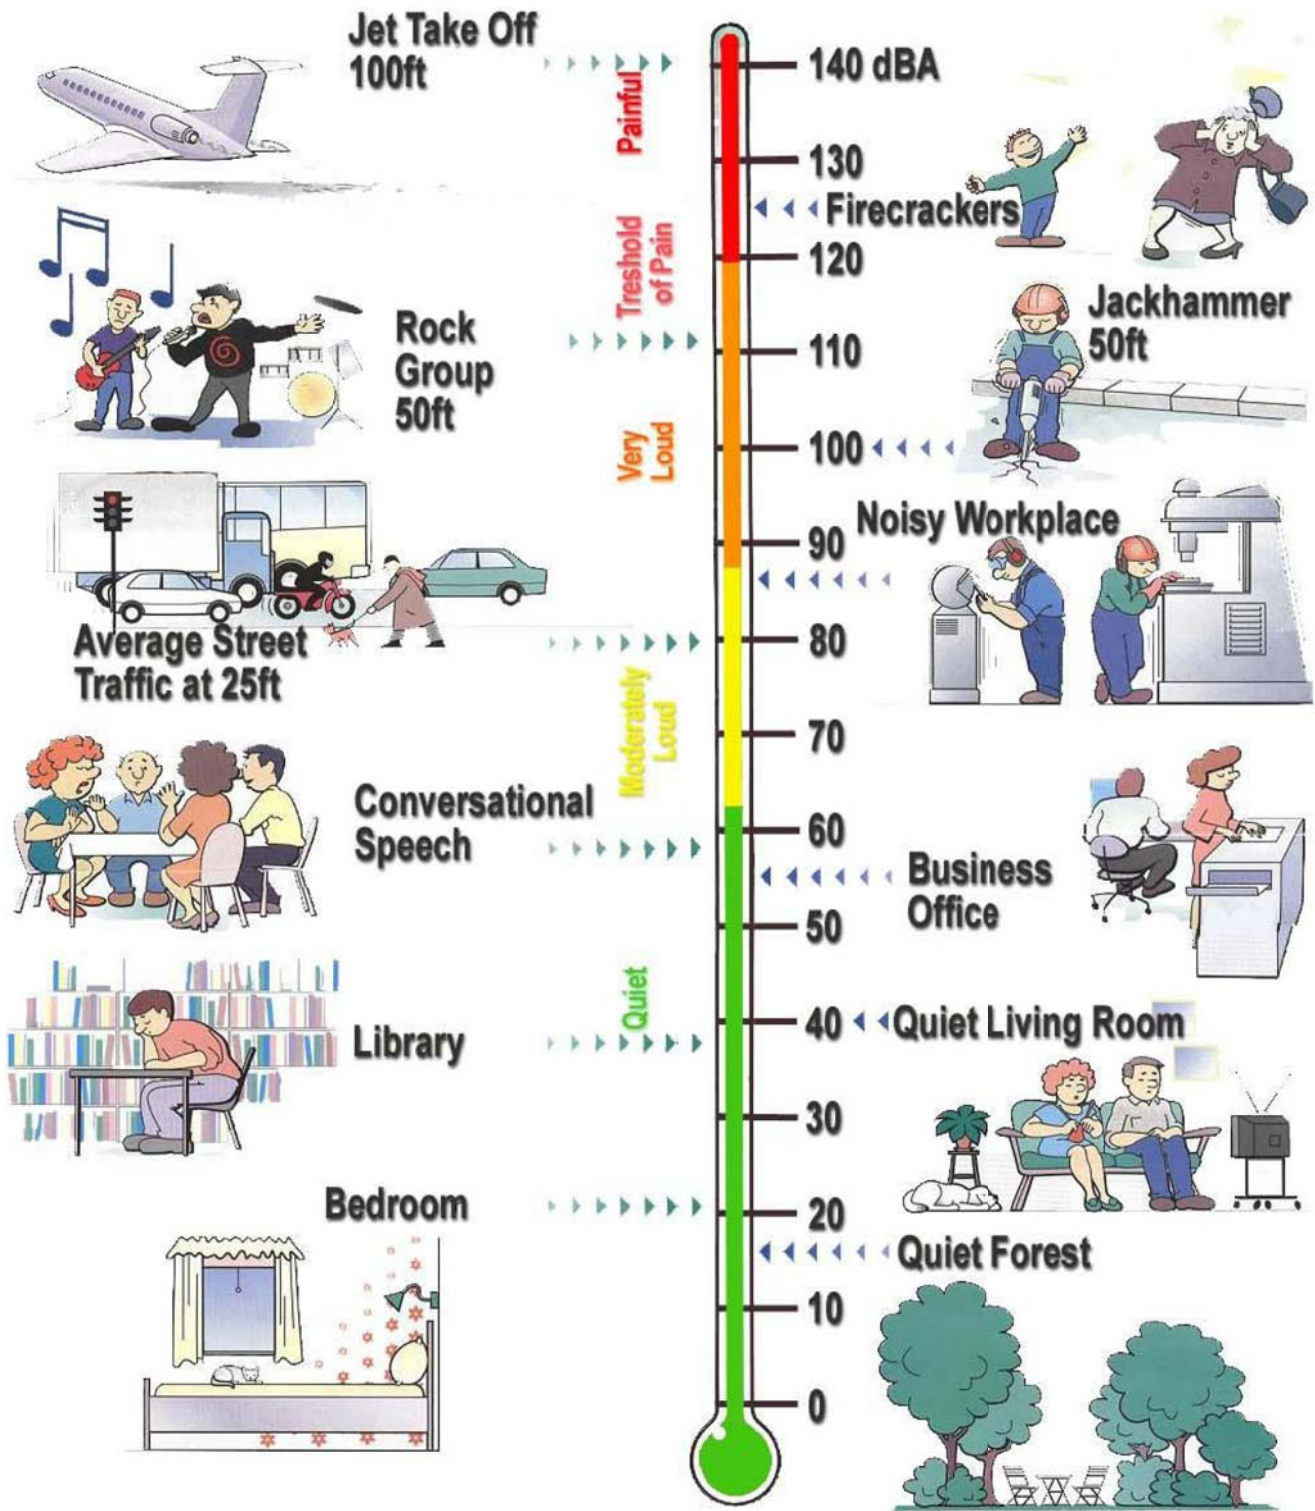 Jet Take Off
100ft
Painful
140 dBA
130
Firecrackers
120
Treshold
of Pain
Rock
Group
50ft
110
Jackhammer
50ft
Very
Loud
100
Noisy Workplace
90
Average Street
Traffic at 25ft
80
Moderately
Loud
70
Conversational
Speech
60
Business
Office
50
Quiet
Library
40
Quiet Living Room
30
Bedroom
20
Quiet Forest
10
0